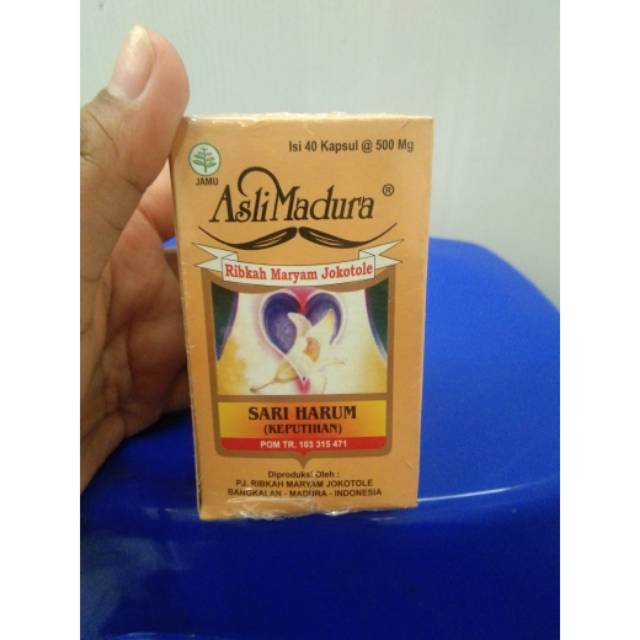 Isi 40 Kapsul @ 500 Mg
JAMU
AsliMadura ®
Ribkah Maryam Jokotole
SARI HARUM
(KEPUTIHAN)
POM TR. 103 315 471
Diproduksi Oleh :
PJ. RIBKAH MARYAM JOKOTOLE
BANGKALAN - MADURA - INDONESIA